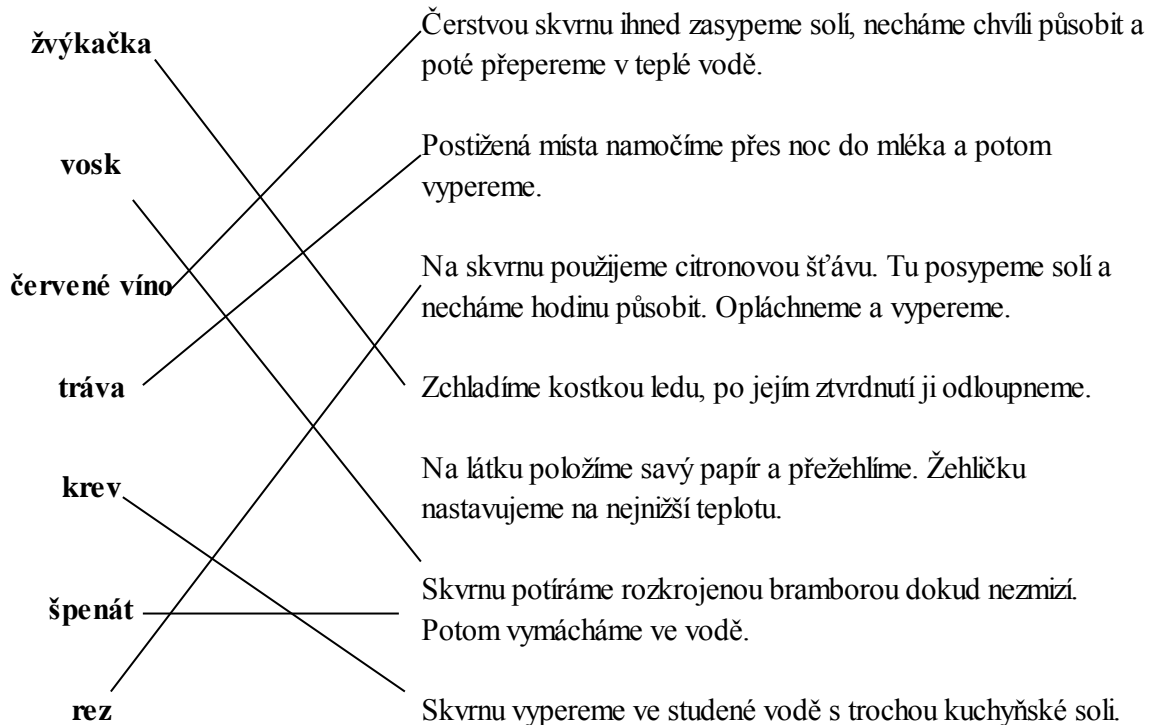 žvýkačka
Čerstvou skvrnu ihned zasypeme solí, necháme chvíli působit a
poté přepereme v teplé vodě.
vosk
Postižená místa namočíme přes noc do mléka a potom
vypereme.
červené víno
Na skvrnu použijeme citronovou šťávu. Tu posypeme solí a
necháme hodinu působit. Opláchneme a vypereme.
tráva
Zchladíme kostkou ledu, po jejím ztvrdnutí ji odloupneme.
krev
Na látku položíme savý papír a přežehlíme. Žehličku
nastavujeme na nejnižší teplotu.
špenát
Skvrnu potíráme rozkrojenou bramborou dokud nezmizí.
Potom vymácháme ve vodě.
rez
Skvrnu vypereme ve studené vodě s trochou kuchyňské soli.